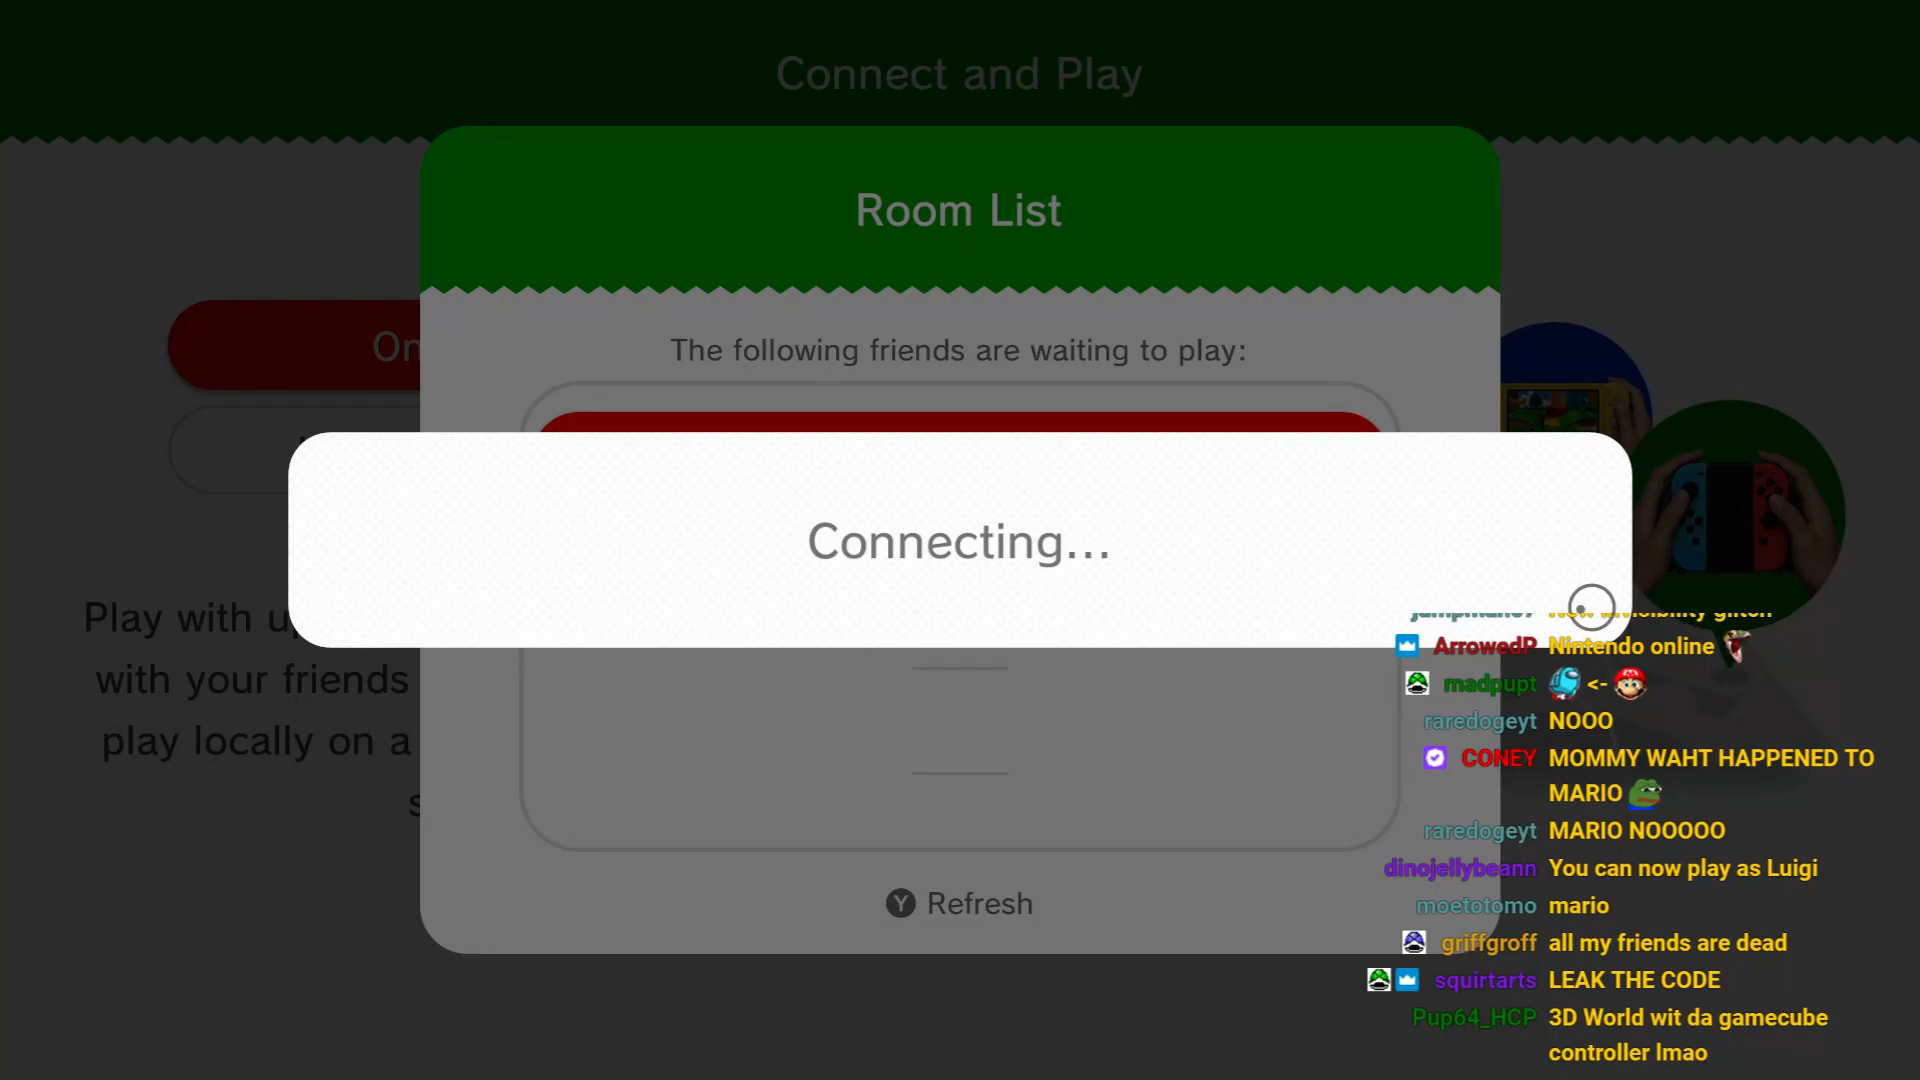 Connect and Play
Room List
On
The following friends are waiting to play:
Connecting...
Play with u
with your friends
play locally on a
s
Y Refresh
ArrowedP Nintendo online
madpupt <-
raredogeyt NOOO
CONEY MOMMY WAHT HAPPENED TO
MARIO
raredogeyt MARIO NOOOOO
dinojellybeann You can now play as Luigi
moetotomo mario
griffgroff all my friends are dead
squirtarts LEAK THE CODE
Pup64_HCP 3D World wit da gamecube
controller lmao